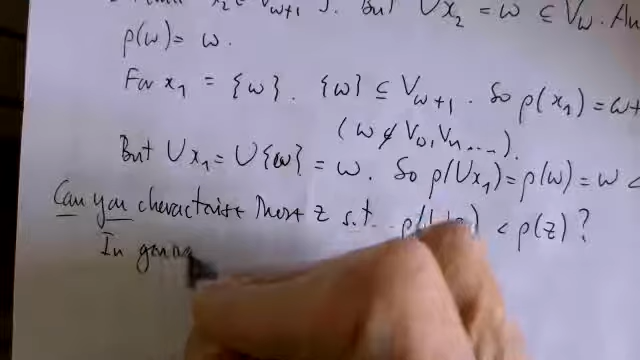 x₂ ∈ V_{ω+1} }. But ∪x₂ = ω ⊆ V_ω. An
ρ(ω) = ω.
For x₁ = {ω}. {ω} ⊆ V_{ω+1}. So ρ(x₁) = ω+
(ω ⊄ V₀, V₁, ....).
But ∪x₁ = ∪{ω} = ω. So ρ(∪x₁) = ρ(ω) = ω <
Can you characterise those z s.t. ρ( ) < ρ(z)?
In gen